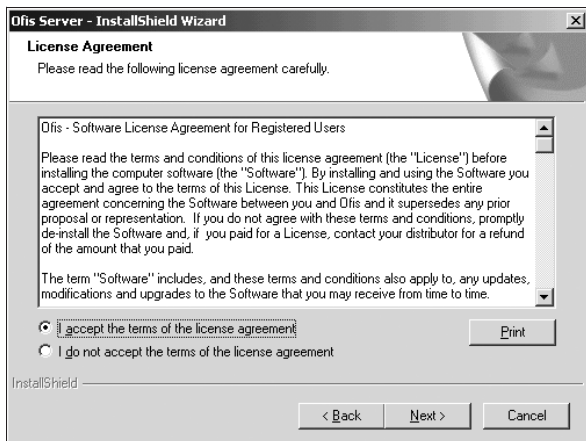 Ofis Server - InstallShield Wizard
License Agreement
Please read the following license agreement carefully.
Ofis - Software License Agreement for Registered Users
Please read the terms and conditions of this license agreement (the "License") before
installing the computer software (the "Software"). By installing and using the Software you
accept and agree to the terms of this License. This License constitutes the entire
agreement concerning the Software between you and Ofis and it supersedes any prior
proposal or representation.  If you do not agree with these terms and conditions, promptly
de-install the Software and, if  you paid for a License, contact your distributor for a refund
of the amount that you paid.
The term "Software" includes, and these terms and conditions also apply to, any updates,
modifications and upgrades to the Software that you may receive from time to time.
I accept the terms of the license agreement
Print
I do not accept the terms of the license agreement
InstallShield
< Back
Next >
Cancel